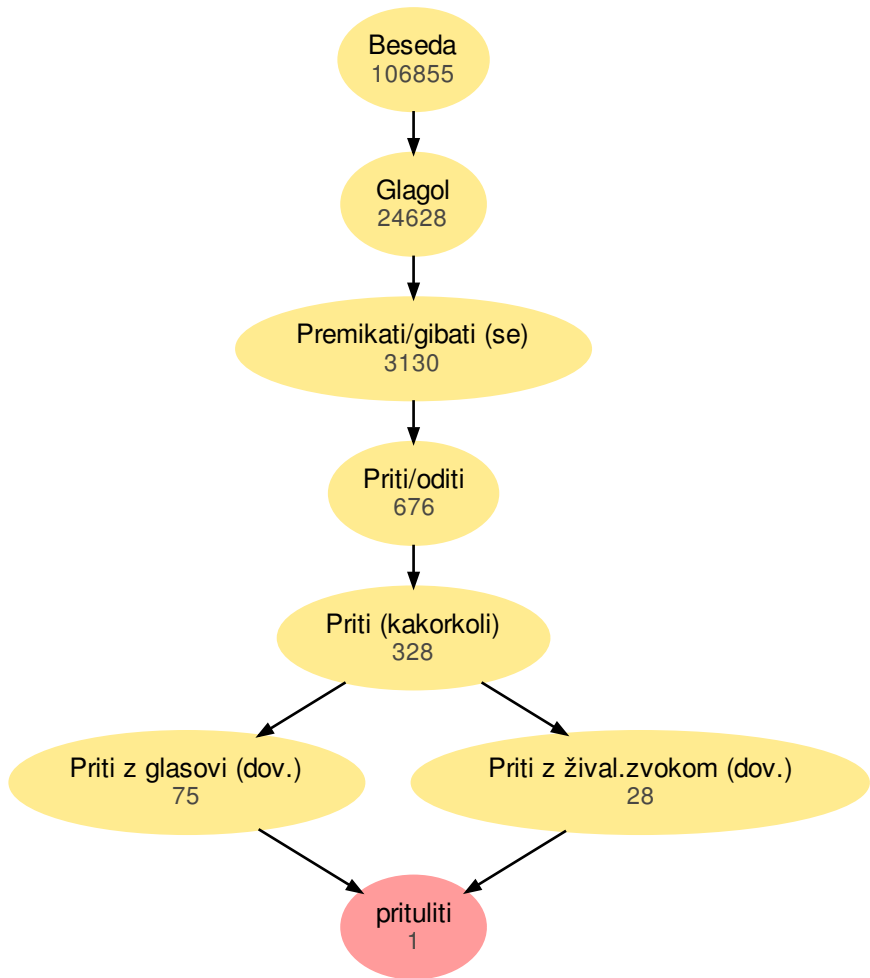 Beseda
106855
Glagol
24628
Premikati/gibati (se)
3130
Priti/oditi
676
Priti (kakorkoli)
328
Priti z glasovi (dov.)
75
Priti z žival.zvokom (dov.)
28
prituliti
1